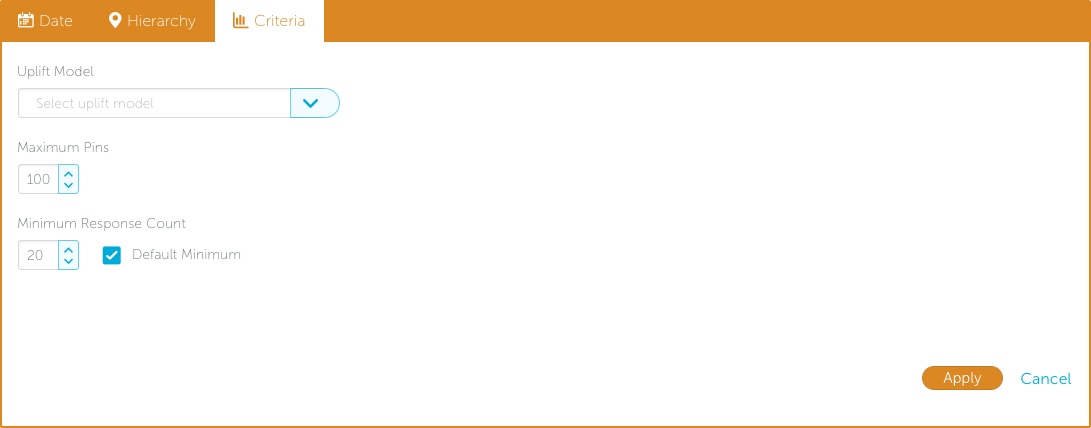 Date Hierarchy Criteria
Uplift Model
Select uplift model
Maximum Pins
100
Minimum Response Count
20 Default Minimum
Apply Cancel